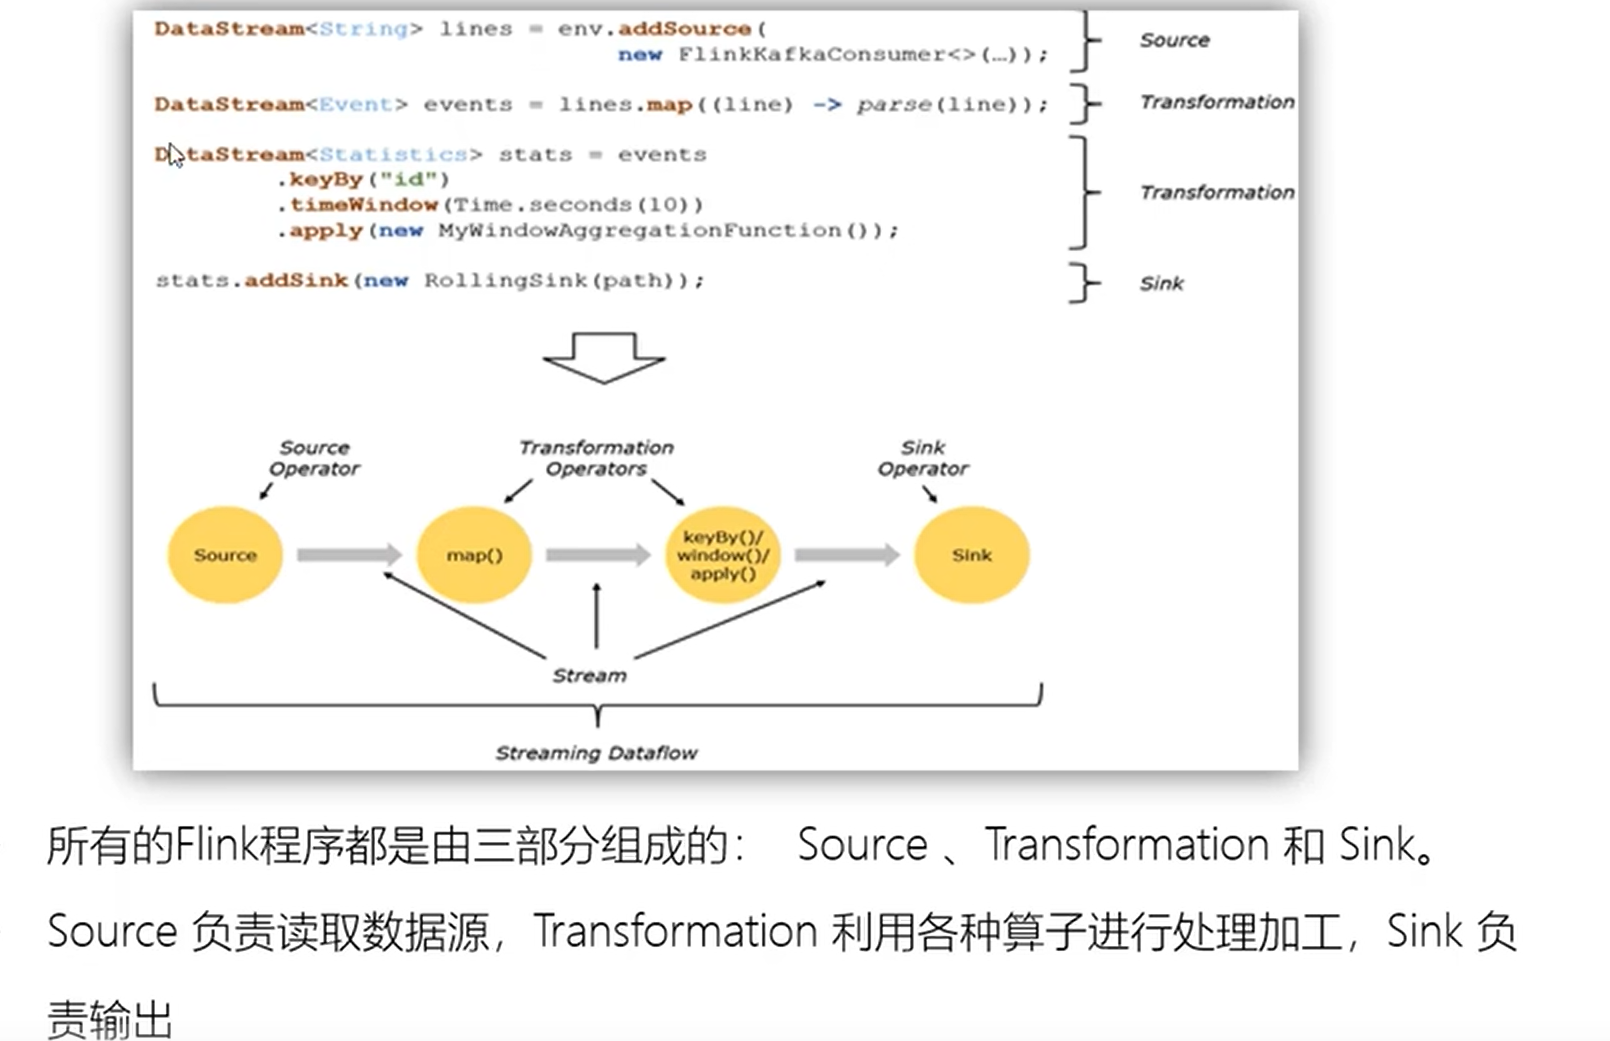 DataStream<String> lines = env.addSource(
new FlinkKafkaConsumer<>(…));
Source
DataStream<Event> events = lines.map((line) -> parse(line));
Transformation
DataStream<Statistics> stats = events
.keyBy("id")
.timeWindow(Time.seconds(10))
.apply(new MyWindowAggregationFunction());
Transformation
stats.addSink(new RollingSink(path));
Sink
Source
Operator
Transformation
Operators
Sink
Operator
Source
map()
keyBy()/
window()/
apply()
Sink
Stream
Streaming Dataflow
所有的Flink程序都是由三部分组成的： Source 、Transformation 和 Sink。
Source 负责读取数据源，Transformation 利用各种算子进行处理加工，Sink 负
责输出